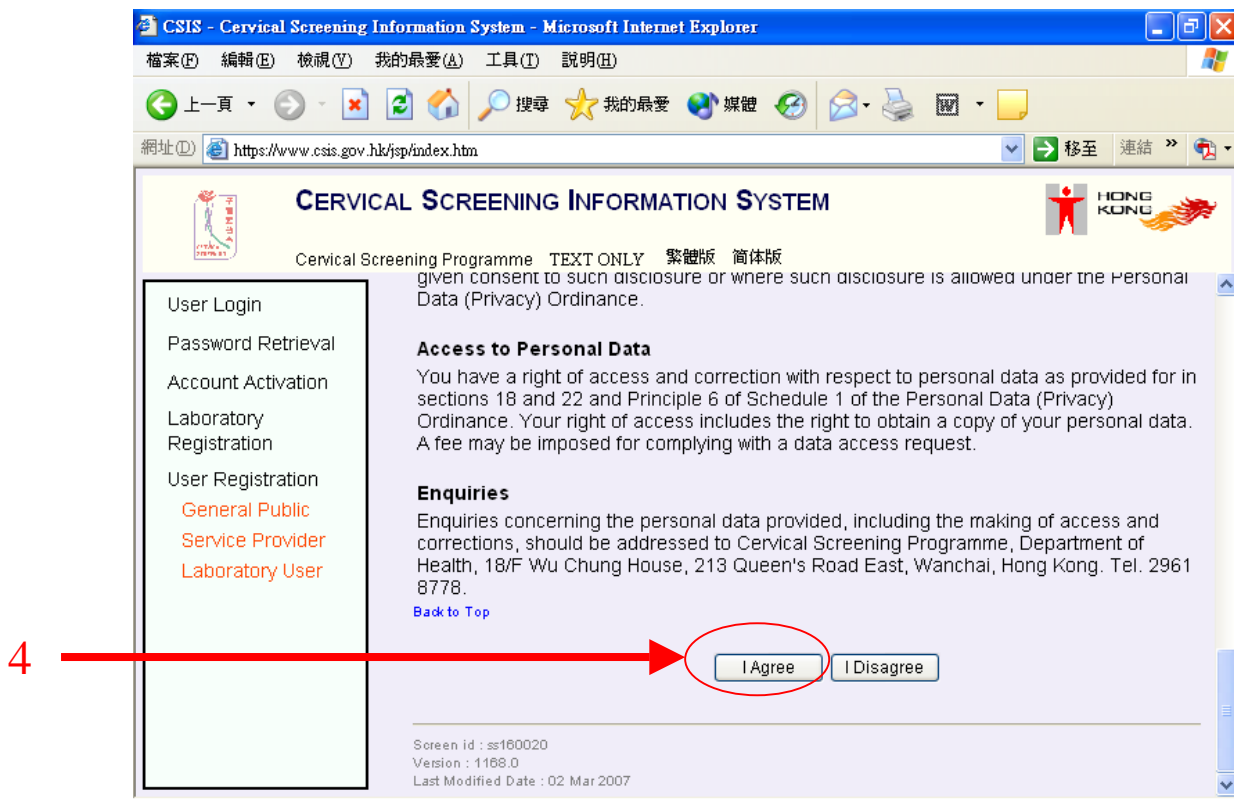 CSIS - Cervical Screening Information System - Microsoft Internet Explorer
檔案(F) 編輯(E) 檢視(V) 我的最愛(A) 工具(T) 說明(H)
上一頁 搜尋 我的最愛 媒體
網址(D) https://www.csis.gov.hk/jsp/index.htm 移至 連結 »
CERVICAL SCREENING INFORMATION SYSTEM
HONG
KONG
Cervical Screening Programme TEXT ONLY 繁體版 简体版
User Login
Password Retrieval
Account Activation
Laboratory
Registration
User Registration
General Public
Service Provider
Laboratory User
given consent to such disclosure or where such disclosure is allowed under the Personal
Data (Privacy) Ordinance.
Access to Personal Data
You have a right of access and correction with respect to personal data as provided for in
sections 18 and 22 and Principle 6 of Schedule 1 of the Personal Data (Privacy)
Ordinance. Your right of access includes the right to obtain a copy of your personal data.
A fee may be imposed for complying with a data access request.
Enquiries
Enquiries concerning the personal data provided, including the making of access and
corrections, should be addressed to Cervical Screening Programme, Department of
Health, 18/F Wu Chung House, 213 Queen's Road East, Wanchai, Hong Kong. Tel. 2961
8778.
Back to Top
4
I Agree I Disagree
Screen id : ss160020
Version : 1168.0
Last Modified Date : 02 Mar 2007